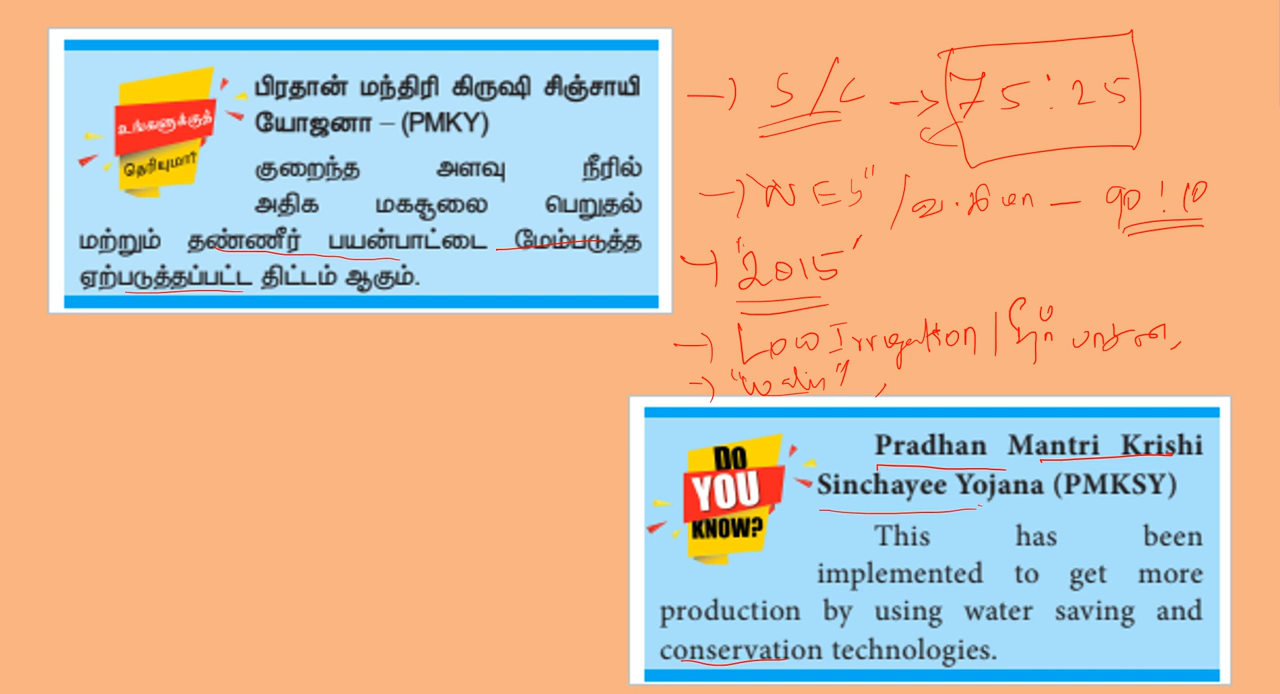 உங்களுக்குத்
தெரியுமா?
பிரதான் மந்திரி கிருஷி சிஞ்சாயி
யோஜனா – (PMKY)
குறைந்த அளவு நீரில்
அதிக மகசூலை பெறுதல்
மற்றும் தண்ணீர் பயன்பாட்டை மேம்படுத்த
ஏற்படுத்தப்பட்ட திட்டம் ஆகும்.
→ S/C → 75:25
→ "NES" / - 90:10
→ "2015"
→ Low Irrigation |
DO
YOU
KNOW?
Pradhan Mantri Krishi
Sinchayee Yojana (PMKSY)
This has been
implemented to get more
production by using water saving and
conservation technologies.